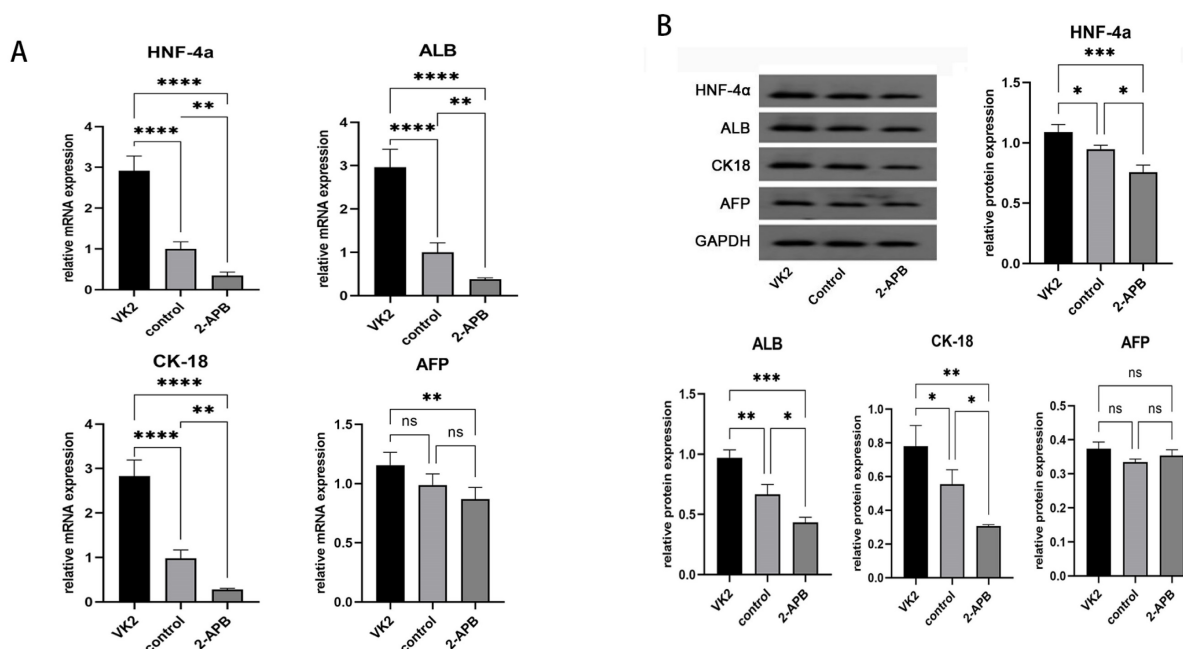 A
HNF-4a
****
**
****
relative mRNA expression
4
3
2
1
0
VK2
control
2-APB
ALB
****
**
****
relative mRNA expression
4
3
2
1
0
VK2
control
2-APB
CK-18
****
**
****
relative mRNA expression
4
3
2
1
0
VK2
control
2-APB
AFP
**
ns
ns
relative mRNA expression
1.5
1.0
0.5
0.0
VK2
control
2-APB
B
HNF-4α
ALB
CK18
AFP
GAPDH
VK2
Control
2-APB
HNF-4a
***
*
*
relative protein expression
1.5
1.0
0.5
0.0
VK2
control
2-APB
ALB
***
**
*
relative protein expression
1.5
1.0
0.5
0.0
VK2
control
2-APB
CK-18
**
*
*
relative protein expression
1.0
0.8
0.6
0.4
0.2
0.0
VK2
control
2-APB
AFP
ns
ns
ns
relative protein expression
0.5
0.4
0.3
0.2
0.1
0.0
VK2
control
2-APB